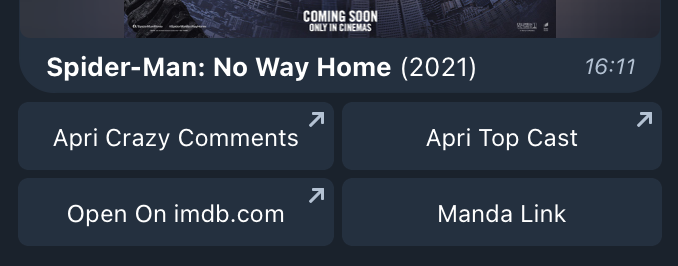 COMING SOON
ONLY IN CINEMAS
Spider-Man: No Way Home (2021)
16:11
Apri Crazy Comments
Apri Top Cast
Open On imdb.com
Manda Link